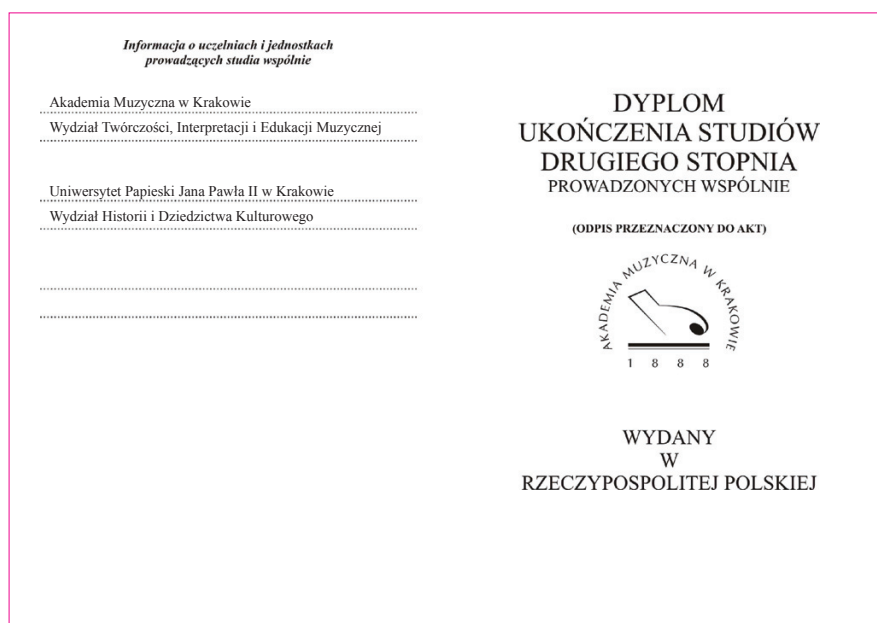 Informacja o uczelniach i jednostkach
prowadzących studia wspólnie
Akademia Muzyczna w Krakowie
Wydział Twórczości, Interpretacji i Edukacji Muzycznej
Uniwersytet Papieski Jana Pawła II w Krakowie
Wydział Historii i Dziedzictwa Kulturowego
DYPLOM
UKOŃCZENIA STUDIÓW
DRUGIEGO STOPNIA
PROWADZONYCH WSPÓLNIE
(ODPIS PRZEZNACZONY DO AKT)
AKADEMIA MUZYCZNA W KRAKOWIE
1 8 8 8
WYDANY
W
RZECZYPOSPOLITEJ POLSKIEJ